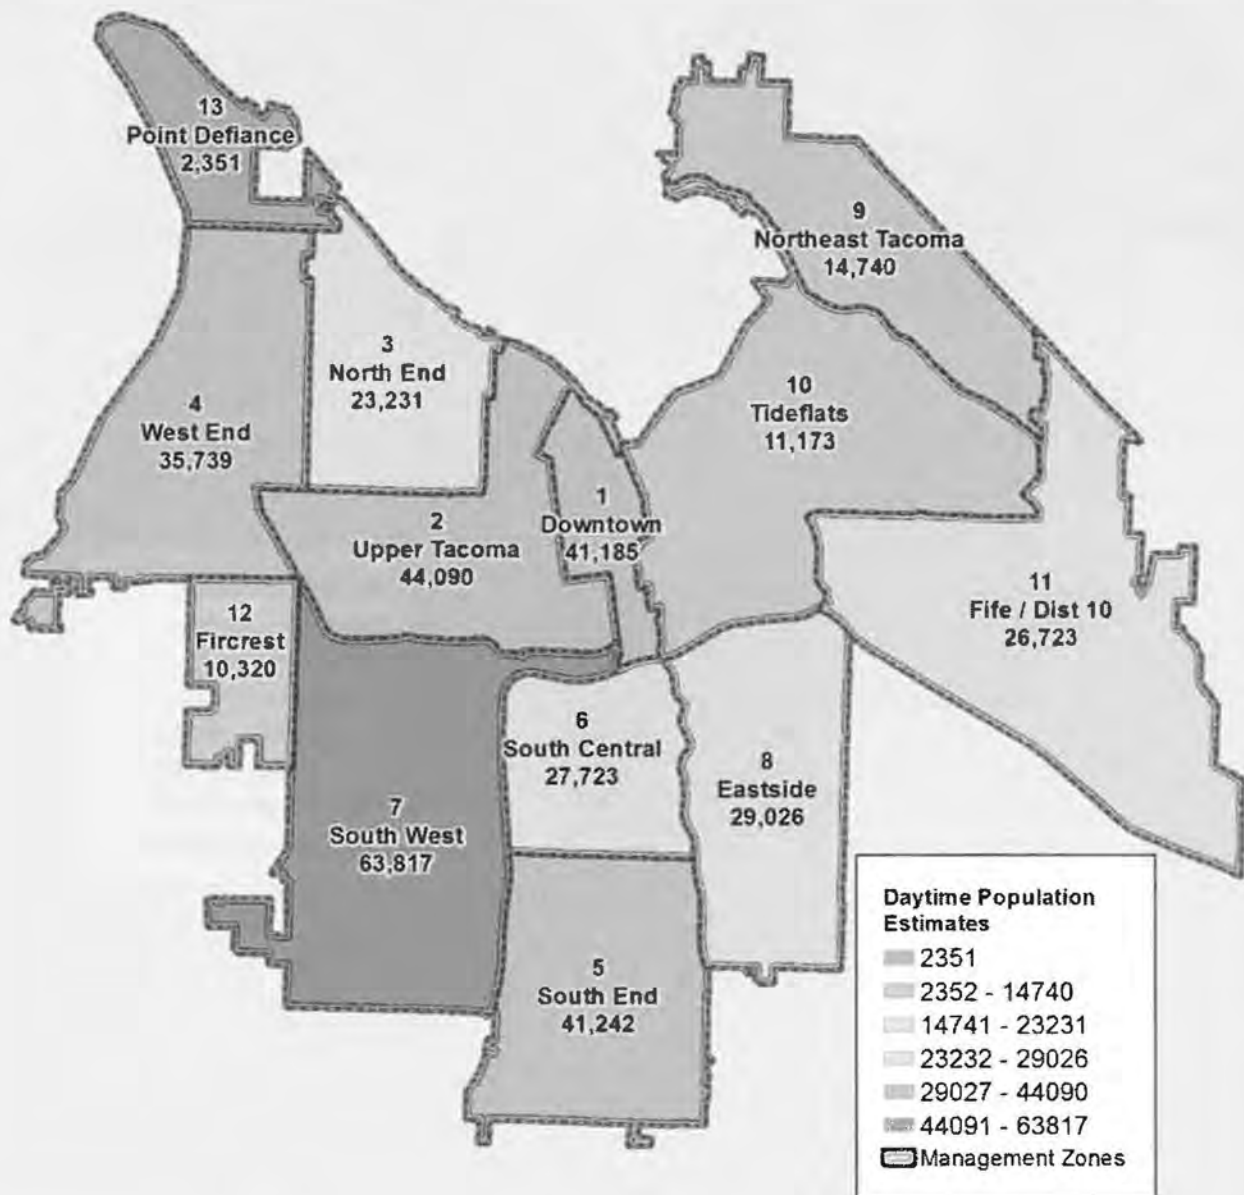 13
Point Defiance
2,351
9
Northeast Tacoma
14,740
3
North End
23,231
10
Tideflats
11,173
4
West End
35,739
1
Downtown
41,185
2
Upper Tacoma
44,090
11
Fife / Dist 10
26,723
12
Fircrest
10,320
6
South Central
27,723
8
Eastside
29,026
7
South West
63,817
5
South End
41,242
Daytime Population
Estimates
2351
2352 - 14740
14741 - 23231
23232 - 29026
29027 - 44090
44091 - 63817
Management Zones